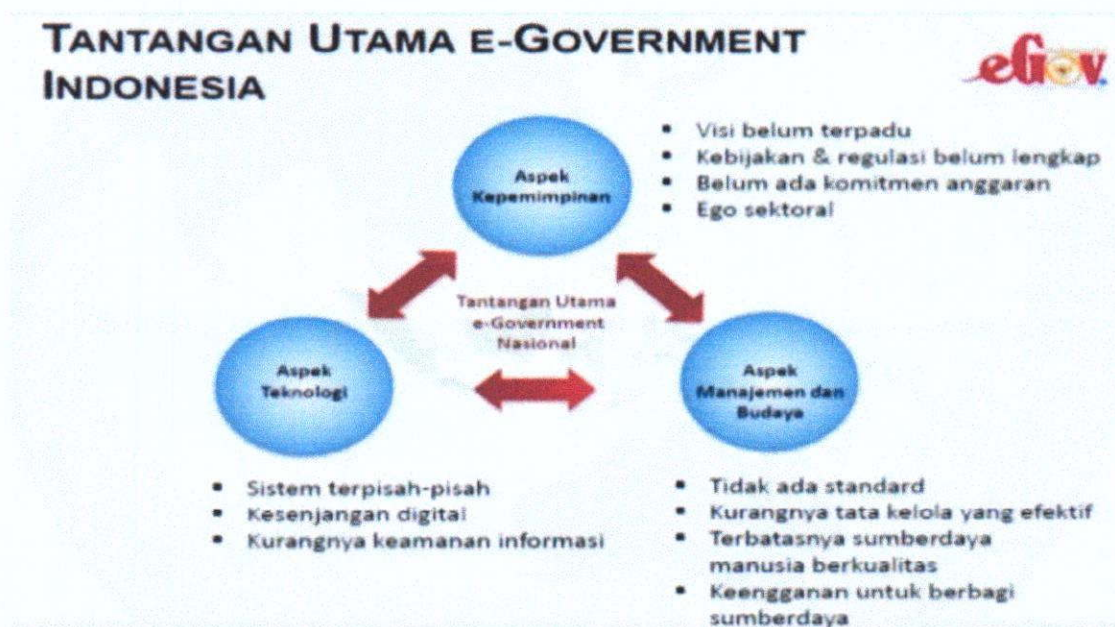 TANTANGAN UTAMA E-GOVERNMENT
INDONESIA
eGov
Aspek
Kepemimpinan
▪ Visi belum terpadu
▪ Kebijakan & regulasi belum lengkap
▪ Belum ada komitmen anggaran
▪ Ego sektoral
Tantangan Utama
e-Government
Nasional
Aspek
Teknologi
Aspek
Manajemen dan
Budaya
▪ Sistem terpisah-pisah
▪ Kesenjangan digital
▪ Kurangnya keamanan informasi
▪ Tidak ada standard
▪ Kurangnya tata kelola yang efektif
▪ Terbatasnya sumberdaya
manusia berkualitas
▪ Keengganan untuk berbagi
sumberdaya